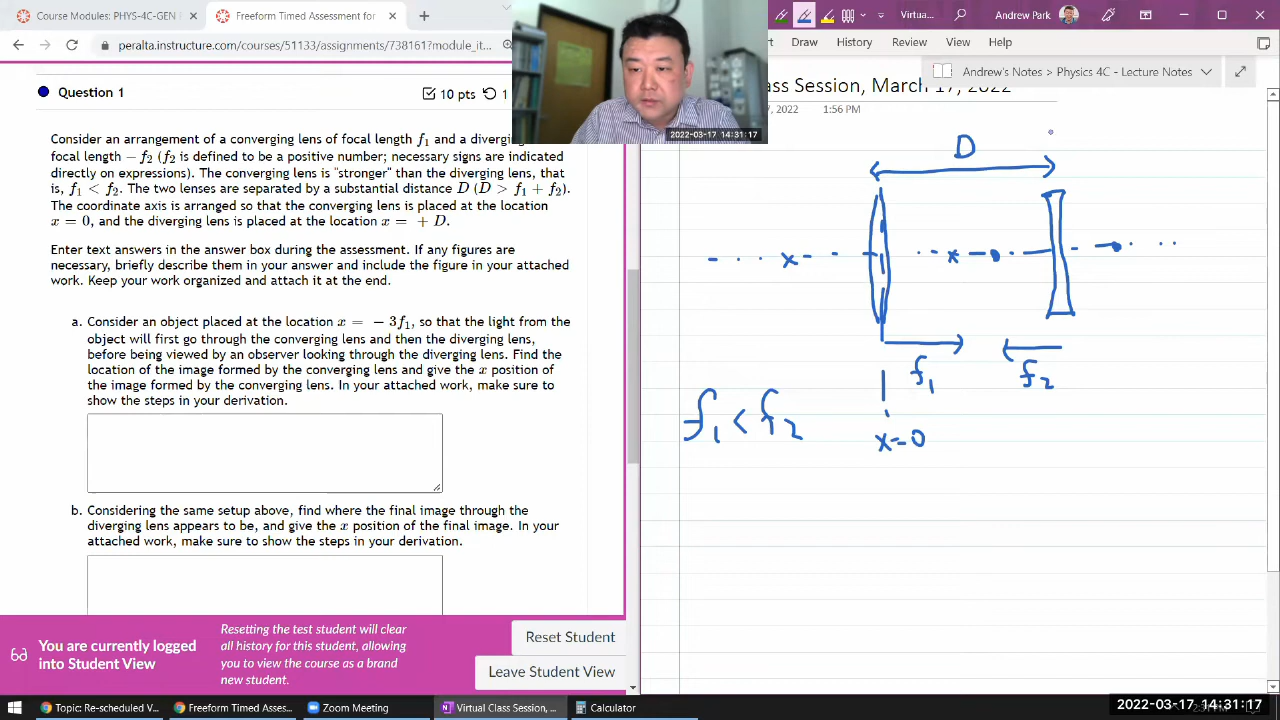 Course Modules: PHYS-4C-GEN
Freeform Timed Assessment for
peralta.instructure.com/courses/51133/assignments/738161?module_it...
Question 1
10 pts
1
Consider an arrangement of a converging lens of focal length f₁ and a diverging
focal length − f₂ (f₂ is defined to be a positive number; necessary signs are indicated
directly on expressions). The converging lens is "stronger" than the diverging lens, that
is, f₁ < f₂. The two lenses are separated by a substantial distance D (D > f₁ + f₂).
The coordinate axis is arranged so that the converging lens is placed at the location
x = 0, and the diverging lens is placed at the location x = + D.
Enter text answers in the answer box during the assessment. If any figures are
necessary, briefly describe them in your answer and include the figure in your attached
work. Keep your work organized and attach it at the end.
a. Consider an object placed at the location x = − 3f₁, so that the light from the
object will first go through the converging lens and then the diverging lens,
before being viewed by an observer looking through the diverging lens. Find the
location of the image formed by the converging lens and give the x position of
the image formed by the converging lens. In your attached work, make sure to
show the steps in your derivation.
b. Considering the same setup above, find where the final image through the
diverging lens appears to be, and give the x position of the final image. In your
attached work, make sure to show the steps in your derivation.
You are currently logged
into Student View
Resetting the test student will clear
all history for this student, allowing
you to view the course as a brand
new student.
Reset Student
Leave Student View
2022-03-17 14:31:17
Virtua...
Andrew Park
Draw
History
Review
View
Help
Andrew's Notes > Physics 4C - Lecture Notes
ass Session, March 17, 2022
1:56 PM
D
x
x
f₁
f₂
f₁ < f₂
x=0
Topic: Re-scheduled V...
Freeform Timed Asses...
Zoom Meeting
Virtual Class Session, ...
Calculator
2022-03-17 14:31:17